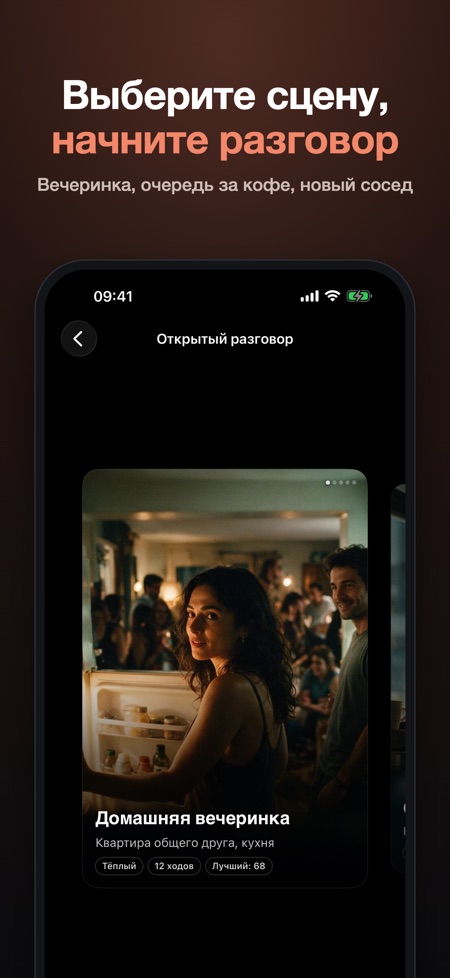 Выберите сцену,
начните разговор
Вечеринка, очередь за кофе, новый сосед
09:41
Открытый разговор
Домашняя вечеринка
Квартира общего друга, кухня
Тёплый
12 ходов
Лучший: 68